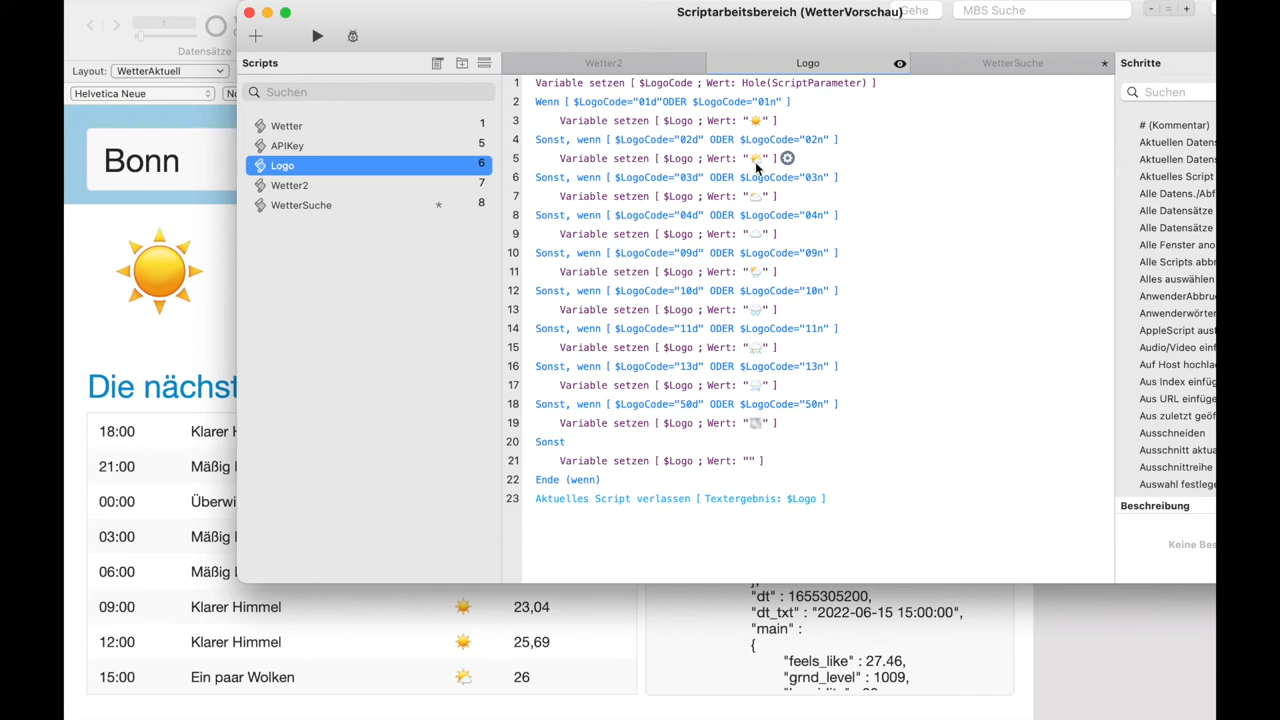 Scriptarbeitsbereich (WetterVorschau)
Gehe
MBS Suche
Datensätze
Layout: WetterAktuell
Helvetica Neue
Bonn
Die nächst
18:00 Klarer H
21:00 Mäßig
00:00 Überwi
03:00 Mäßig
06:00 Mäßig
09:00 Klarer Himmel ☀️ 23,04
12:00 Klarer Himmel ☀️ 25,69
15:00 Ein paar Wolken 🌤️ 26
Scripts
Suchen
Wetter 1
APIKey 5
Logo 6
Wetter2 7
WetterSuche * 8
Wetter2
Logo
WetterSuche *
1 Variable setzen [ $LogoCode ; Wert: Hole(ScriptParameter) ]
2 Wenn [ $LogoCode="01d"ODER $LogoCode="01n" ]
3 Variable setzen [ $Logo ; Wert: "☀️" ]
4 Sonst, wenn [ $LogoCode="02d" ODER $LogoCode="02n" ]
5 Variable setzen [ $Logo ; Wert: "🌤️" ]
6 Sonst, wenn [ $LogoCode="03d" ODER $LogoCode="03n" ]
7 Variable setzen [ $Logo ; Wert: "🌥️" ]
8 Sonst, wenn [ $LogoCode="04d" ODER $LogoCode="04n" ]
9 Variable setzen [ $Logo ; Wert: "☁️" ]
10 Sonst, wenn [ $LogoCode="09d" ODER $LogoCode="09n" ]
11 Variable setzen [ $Logo ; Wert: "🌦️" ]
12 Sonst, wenn [ $LogoCode="10d" ODER $LogoCode="10n" ]
13 Variable setzen [ $Logo ; Wert: "🌧️" ]
14 Sonst, wenn [ $LogoCode="11d" ODER $LogoCode="11n" ]
15 Variable setzen [ $Logo ; Wert: "⛈️" ]
16 Sonst, wenn [ $LogoCode="13d" ODER $LogoCode="13n" ]
17 Variable setzen [ $Logo ; Wert: "🌨️" ]
18 Sonst, wenn [ $LogoCode="50d" ODER $LogoCode="50n" ]
19 Variable setzen [ $Logo ; Wert: "" ]
20 Sonst
21 Variable setzen [ $Logo ; Wert: "" ]
22 Ende (wenn)
23 Aktuelles Script verlassen [ Textergebnis: $Logo ]
Schritte
Suchen
# (Kommentar)
Aktuellen Daten
Aktuellen Datens
Aktuelles Script
Alle Datens./Abf
Alle Datensätze
Alle Datensätze
Alle Fenster ano
Alle Scripts abb
Alles auswählen
AnwenderAbbru
Anwenderwörter
AppleScript ausf
Audio/Video einf
Auf Host hochla
Aus Index einfüg
Aus URL einfüge
Aus zuletzt geöf
Ausschneiden
Ausschnitt aktua
Ausschnittreihe
Auswahl festlege
Beschreibung
Keine Bes
"dt" : 1655305200,
"dt_txt" : "2022-06-15 15:00:00",
"main" :
{
"feels_like" : 27.46,
"grnd_level" : 1009,